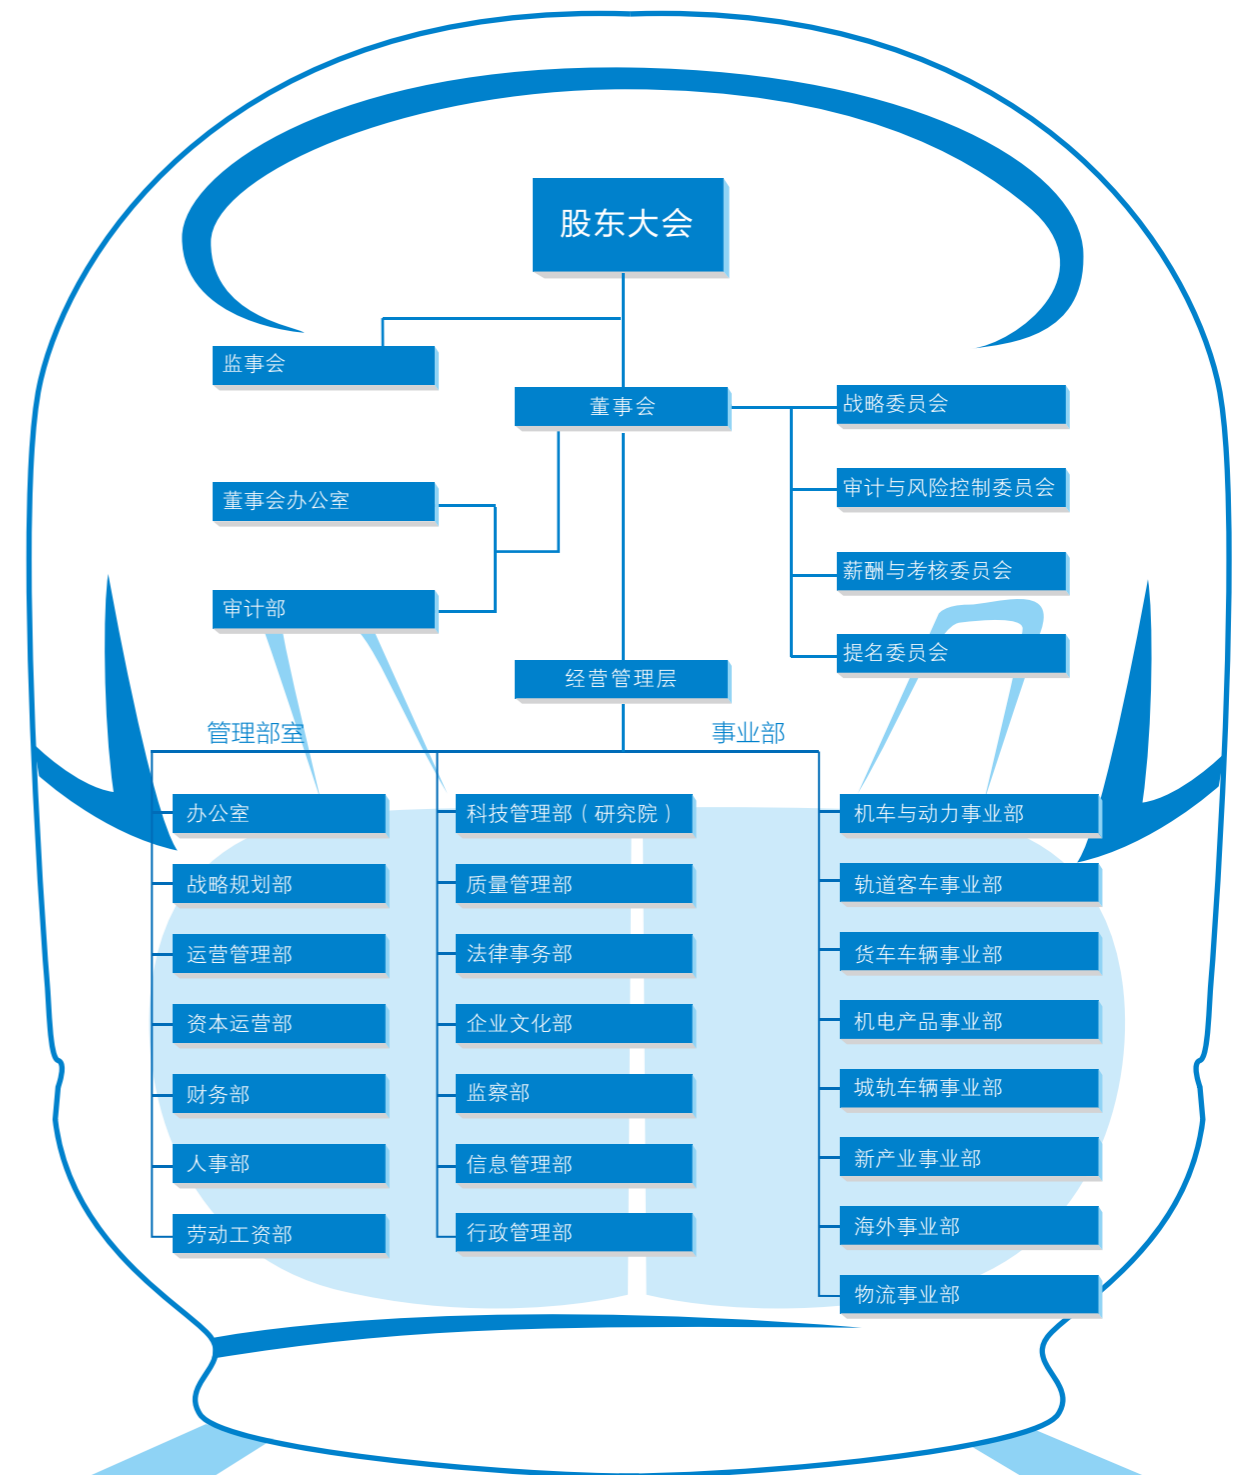 股东大会
监事会
董事会
战略委员会
董事会办公室
审计与风险控制委员会
审计部
薪酬与考核委员会
提名委员会
经营管理层
管理部室
事业部
办公室
战略规划部
运营管理部
资本运营部
财务部
人事部
劳动工资部
科技管理部（研究院）
质量管理部
法律事务部
企业文化部
监察部
信息管理部
行政管理部
机车与动力事业部
轨道客车事业部
货车车辆事业部
机电产品事业部
城轨车辆事业部
新产业事业部
海外事业部
物流事业部